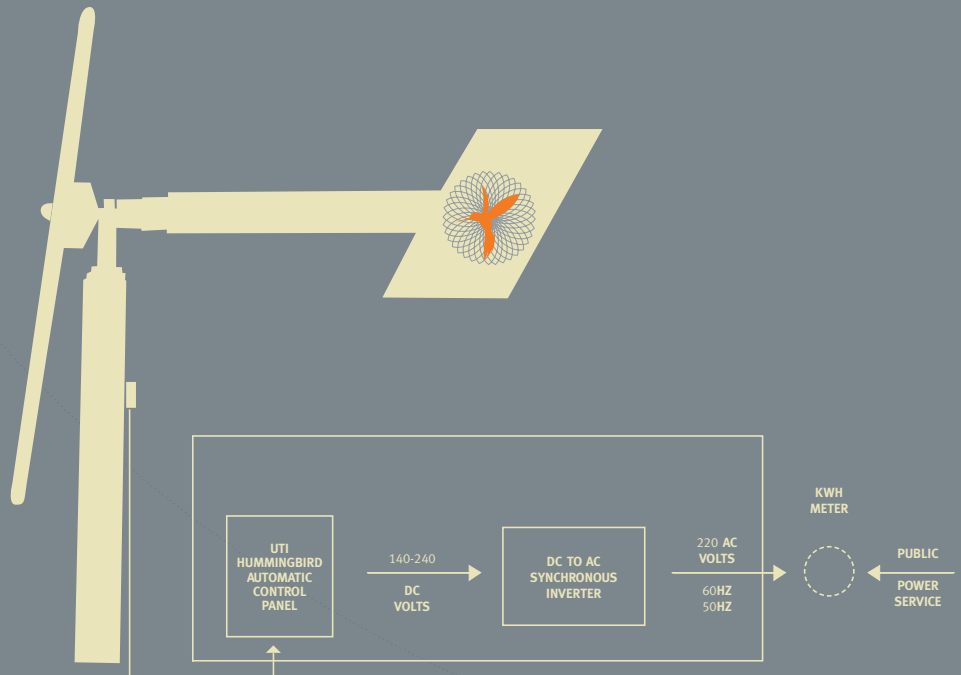 KWH
METER
UTI
HUMMINGBIRD
AUTOMATIC
CONTROL
PANEL
140-240
DC
VOLTS
DC TO AC
SYNCHRONOUS
INVERTER
220 AC
VOLTS
60HZ
50HZ
PUBLIC
POWER
SERVICE